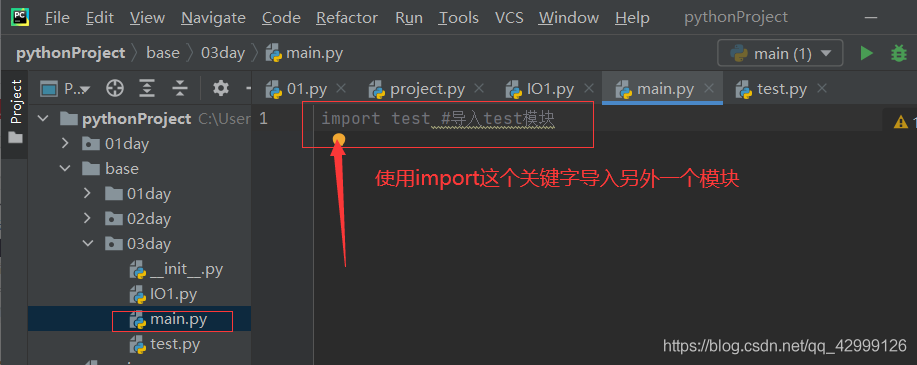 PC File Edit View Navigate Code Refactor Run Tools VCS Window Help pythonProject
pythonProject base 03day main.py main (1)
Project
P.. 01.py project.py IO1.py main.py test.py
pythonProject C:\User
01day
base
01day
02day
03day
__init__.py
IO1.py
main.py
test.py
1 import test #导入test模块
1
使用import这个关键字导入另外一个模块
https://blog.csdn.net/qq_42999126